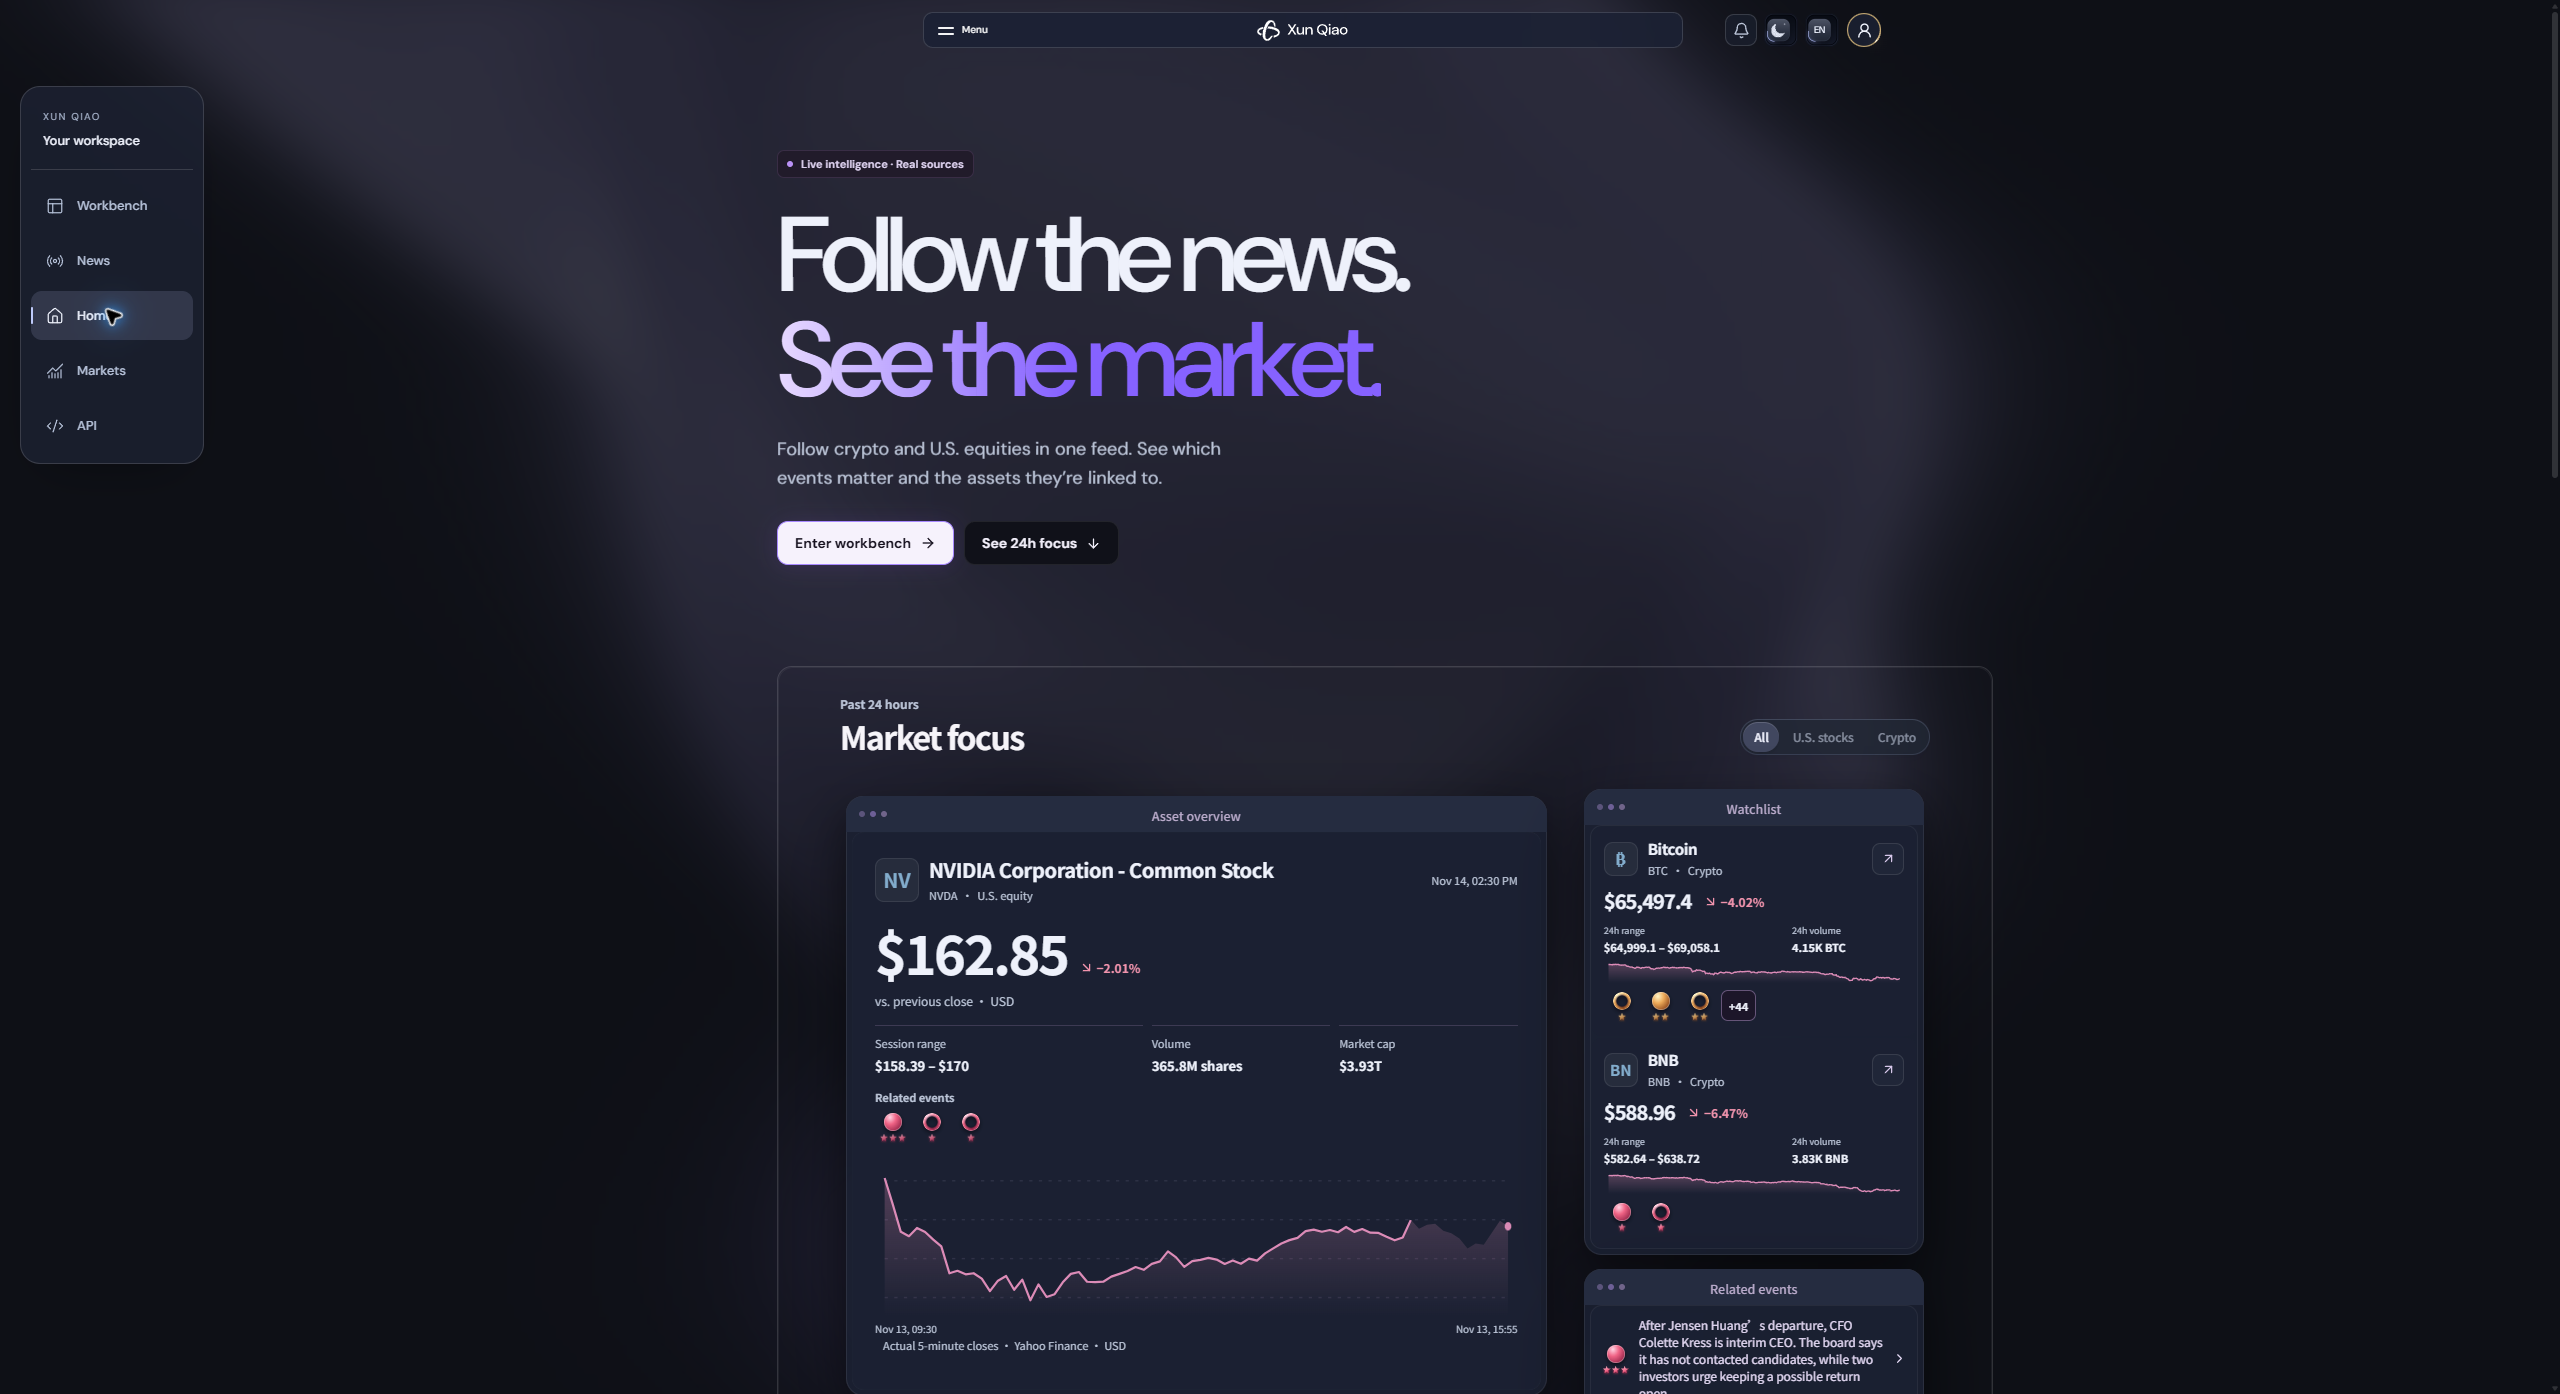 Menu
Xun Qiao
EN
XUN QIAO
Your workspace
Workbench
News
Home
Markets
API
Live intelligence · Real sources
Follow the news.
See the market.
Follow crypto and U.S. equities in one feed. See which
events matter and the assets they’re linked to.
Enter workbench
See 24h focus
Past 24 hours
Market focus
All
U.S. stocks
Crypto
Asset overview
NV
NVIDIA Corporation - Common Stock
NVDA • U.S. equity
Nov 14, 02:30 PM
$162.85
−2.01%
vs. previous close • USD
Session range
$158.39 – $170
Volume
365.8M shares
Market cap
$3.93T
Related events
Nov 13, 09:30
Nov 13, 15:55
Actual 5-minute closes • Yahoo Finance • USD
Watchlist
Bitcoin
BTC • Crypto
$65,497.4
−4.02%
24h range
$64,999.1 – $69,058.1
24h volume
4.15K BTC
+44
BN
BNB
BNB • Crypto
$588.96
−6.47%
24h range
$582.64 – $638.72
24h volume
3.83K BNB
Related events
After Jensen Huang’s departure, CFO
Colette Kress is interim CEO. The board says
it has not contacted candidates, while two
investors urge keeping a possible return